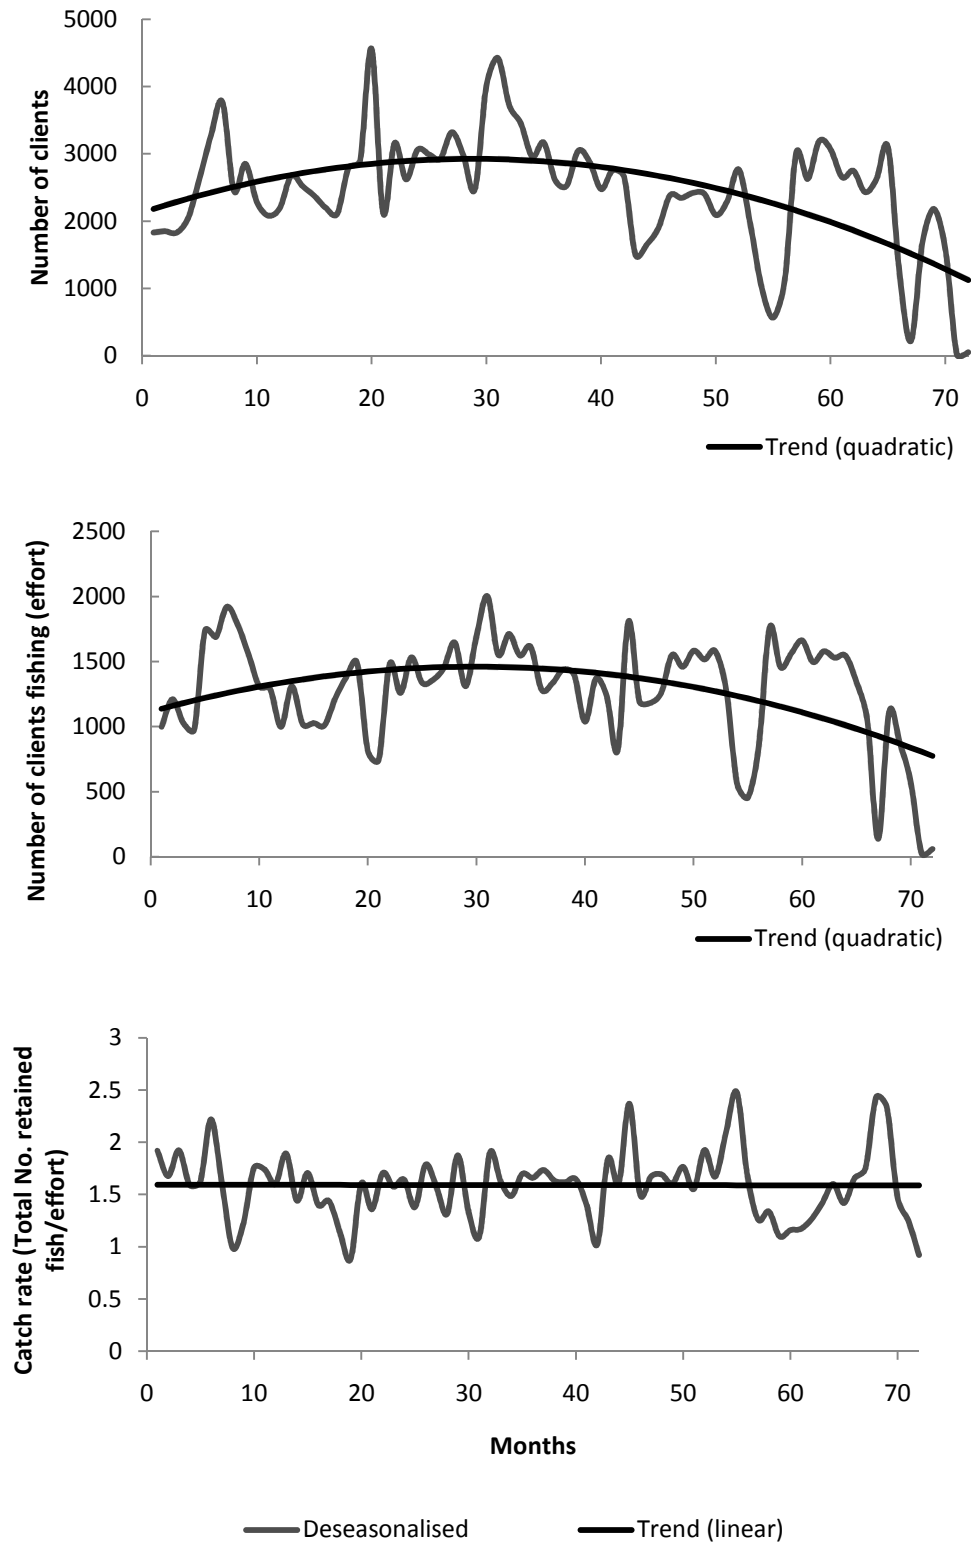 5000
4000
3000
2000
1000
0
Number of clients
0 10 20 30 40 50 60 70
Trend (quadratic)
2500
2000
1500
1000
500
0
Number of clients fishing (effort)
0 10 20 30 40 50 60 70
Trend (quadratic)
3
2.5
2
1.5
1
0.5
0
Catch rate (Total No. retained
fish/effort)
0 10 20 30 40 50 60 70
Months
Deseasonalised Trend (linear)